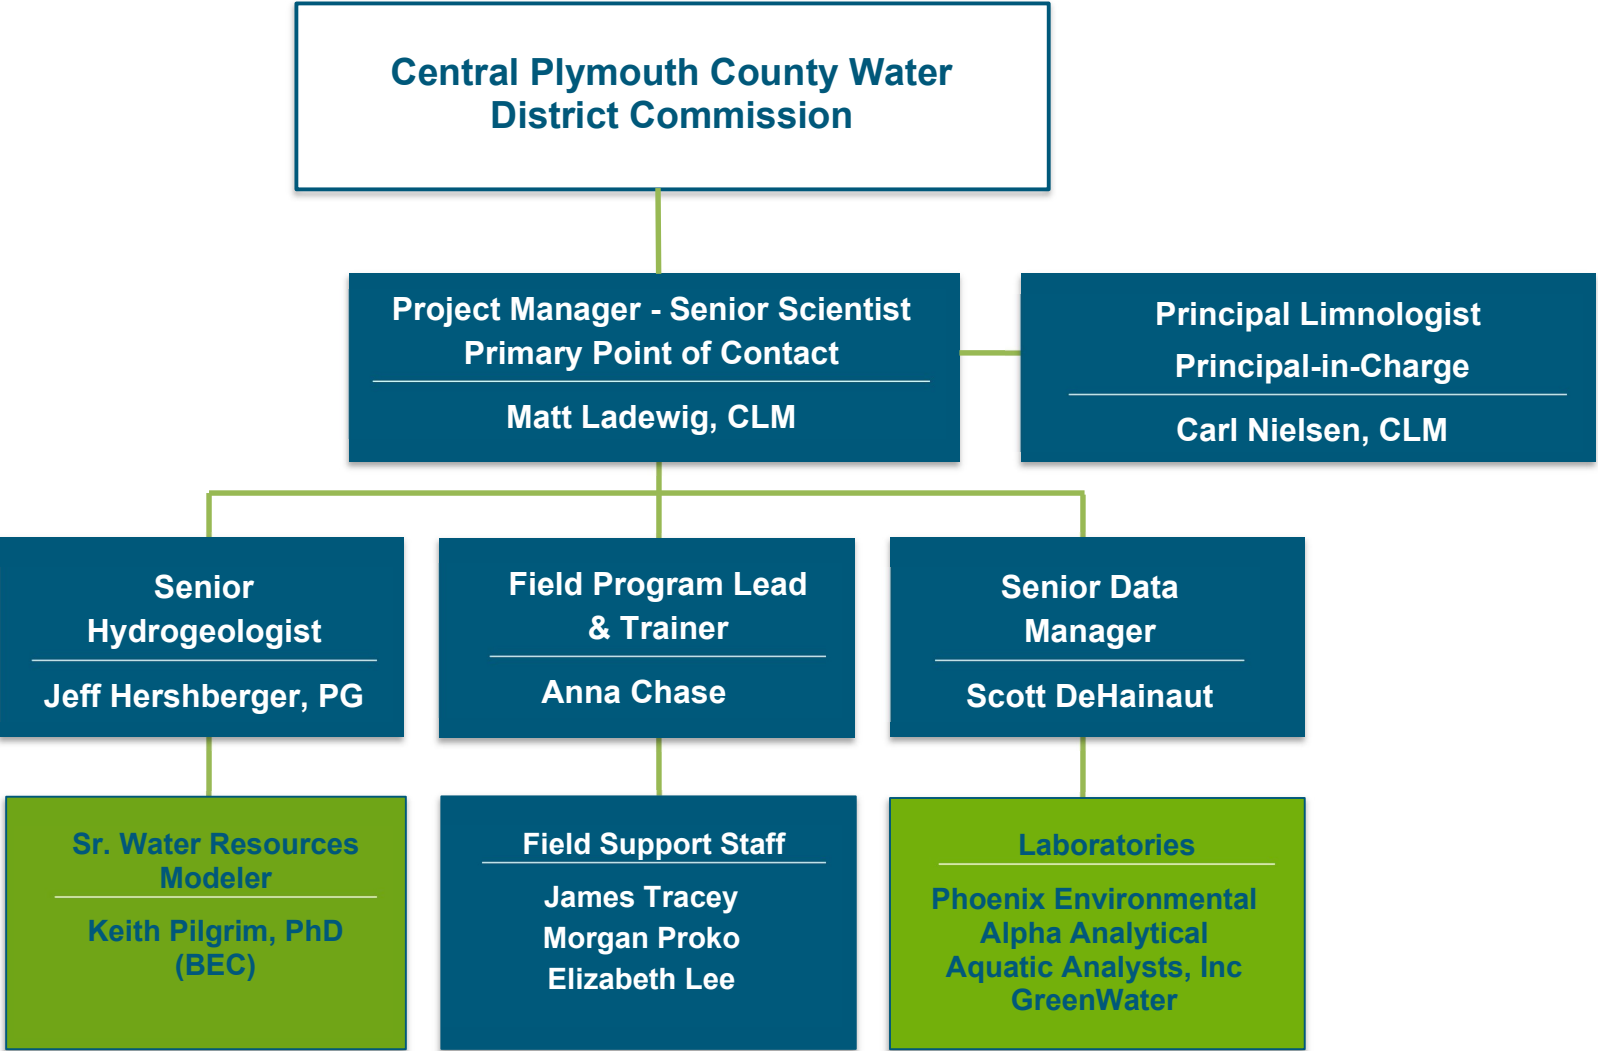 Central Plymouth County Water
District Commission
Project Manager - Senior Scientist
Primary Point of Contact
Matt Ladewig, CLM
Principal Limnologist
Principal-in-Charge
Carl Nielsen, CLM
Senior
Hydrogeologist
Jeff Hershberger, PG
Field Program Lead
& Trainer
Anna Chase
Senior Data
Manager
Scott DeHainaut
Sr. Water Resources
Modeler
Keith Pilgrim, PhD
(BEC)
Field Support Staff
James Tracey
Morgan Proko
Elizabeth Lee
Laboratories
Phoenix Environmental
Alpha Analytical
Aquatic Analysts, Inc
GreenWater